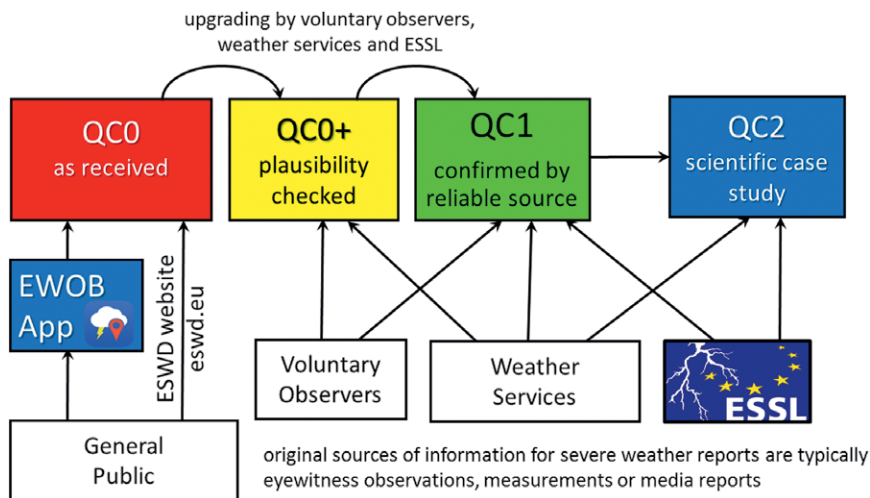 upgrading by voluntary observers,
weather services and ESSL
QC0
as received
QC0+
plausibility
checked
QC1
confirmed by
reliable source
QC2
scientific case
study
EWOB
App
ESWD website
eswd.eu
Voluntary
Observers
Weather
Services
ESSL
General
Public
original sources of information for severe weather reports are typically
eyewitness observations, measurements or media reports